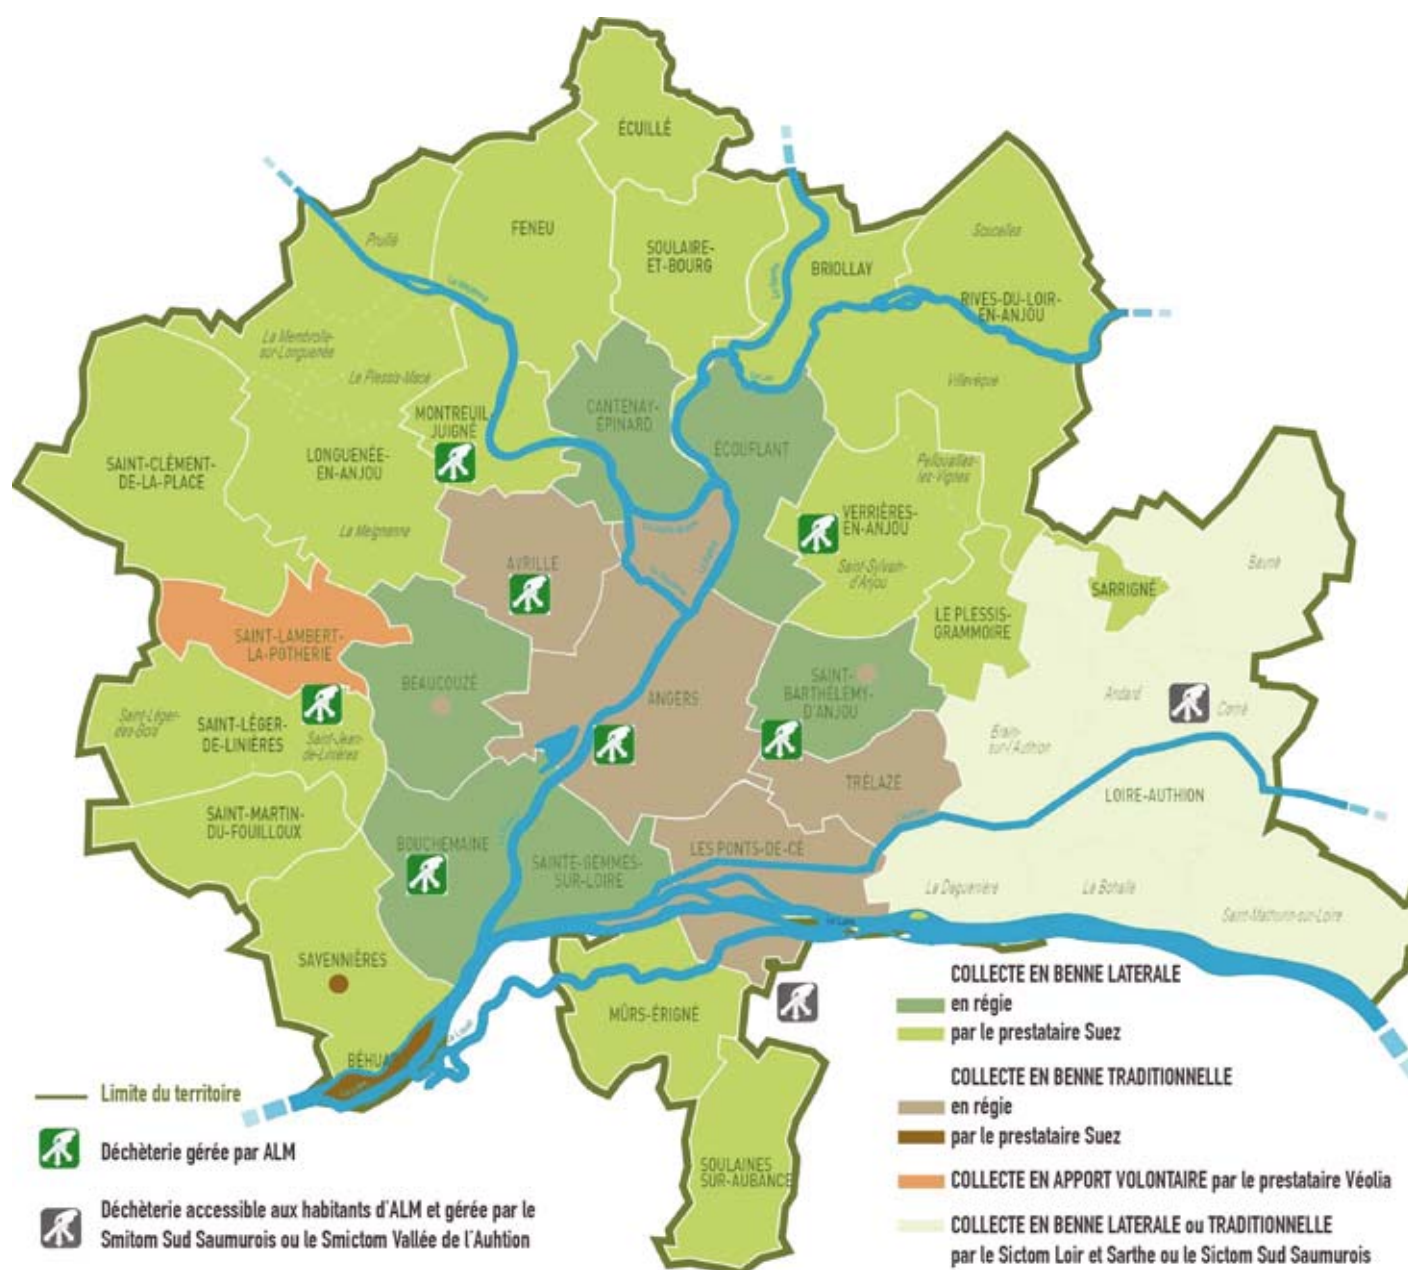 ÉCUILLÉ
FENEU
Pruillé
SOULAIRE-
ET-BOURG
BRIOLLAY
Soucelles
RIVES-DU-LOIR-
EN-ANJOU
La Mayenne
La Membrolle-
sur-Longuenée
Le Plessis-Macé
Villevêque
MONTREUIL-
JUIGNÉ
CANTENAY-
ÉPINARD
ÉCOUFLANT
SAINT-CLÉMENT-
DE-LA-PLACE
LONGUENÉE-
EN-ANJOU
La Meignanne
Pellouailles-
les-Vignes
VERRIÈRES-
EN-ANJOU
Saint-Sylvain-
d'Anjou
AVRILLÉ
Bauné
SARRIGNÉ
LE PLESSIS-
GRAMMOIRE
SAINT-LAMBERT-
LA-POTHERIE
BEAUCOUZÉ
ANGERS
SAINT-
BARTHÉLEMY-
D'ANJOU
Andard
Corné
Brain-
sur-l'Authion
Saint-Léger-
des-Bois
SAINT-LÉGER-
DE-LINIÈRES
Saint-Jean-
de-Linières
TRÉLAZÉ
LOIRE-AUTHION
SAINT-MARTIN-
DU-FOUILLOUX
BOUCHEMAINE
SAINTE-GEMMES-
SUR-LOIRE
LES PONTS-DE-CÉ
La Daguenière
La Bohalle
Saint-Mathurin-sur-Loire
SAVENNIÈRES
MÛRS-ÉRIGNÉ
BÉHUA
SOULAINES
SUR-AUBANCE
Limite du territoire
Déchèterie gérée par ALM
Déchèterie accessible aux habitants d'ALM et gérée par le
Smitom Sud Saumurois ou le Smictom Vallée de l'Auhtion
COLLECTE EN BENNE LATERALE
en régie
par le prestataire Suez
COLLECTE EN BENNE TRADITIONNELLE
en régie
par le prestataire Suez
COLLECTE EN APPORT VOLONTAIRE par le prestataire Véolia
COLLECTE EN BENNE LATERALE ou TRADITIONNELLE
par le Sictom Loir et Sarthe ou le Sictom Sud Saumurois